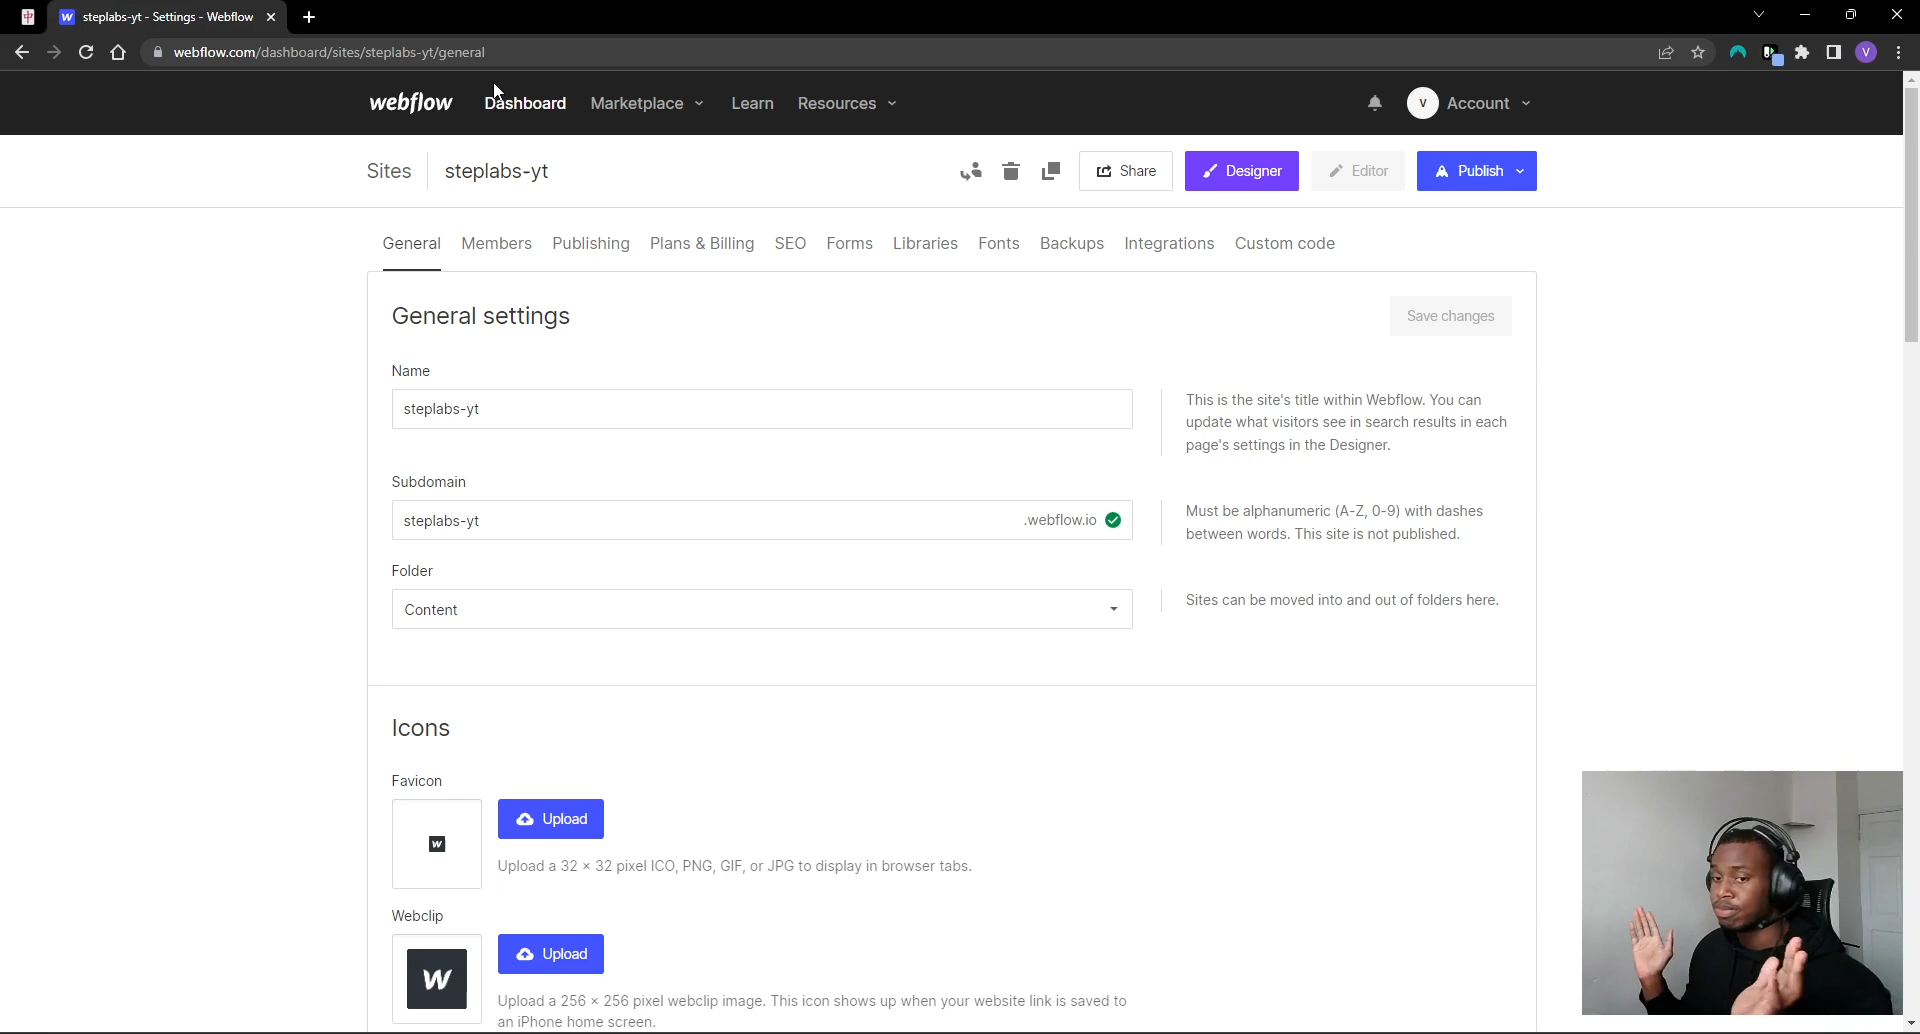 steplabs-yt - Settings - Webflow
webflow.com/dashboard/sites/steplabs-yt/general
V
webflow
Dashboard
Marketplace
Learn
Resources
V
Account
Sites
steplabs-yt
Share
Designer
Editor
Publish
General
Members
Publishing
Plans & Billing
SEO
Forms
Libraries
Fonts
Backups
Integrations
Custom code
General settings
Save changes
Name
steplabs-yt
This is the site's title within Webflow. You can
update what visitors see in search results in each
page's settings in the Designer.
Subdomain
steplabs-yt
.webflow.io
Must be alphanumeric (A-Z, 0-9) with dashes
between words. This site is not published.
Folder
Content
Sites can be moved into and out of folders here.
Icons
Favicon
W
Upload
Upload a 32 × 32 pixel ICO, PNG, GIF, or JPG to display in browser tabs.
Webclip
W
Upload
Upload a 256 × 256 pixel webclip image. This icon shows up when your website link is saved to
an iPhone home screen.